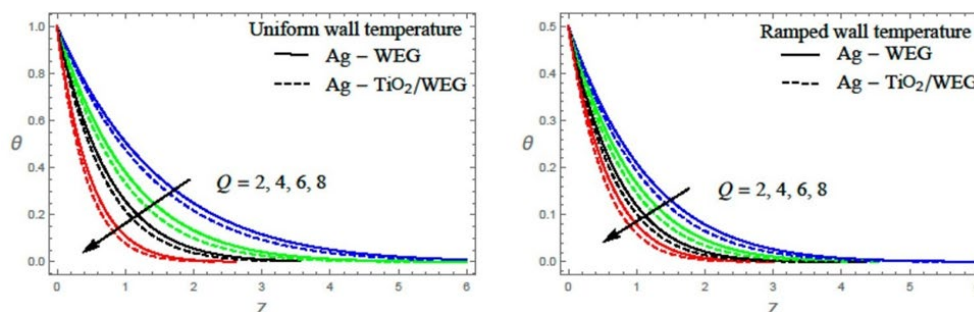 Uniform wall temperature
Ag – WEG
Ag – TiO₂/WEG
Q = 2, 4, 6, 8
θ
1.0
0.8
0.6
0.4
0.2
0.0
0 1 2 3 4 5 6
Z
Ramped wall temperature
Ag – WEG
Ag – TiO₂/WEG
Q = 2, 4, 6, 8
θ
0.5
0.4
0.3
0.2
0.1
0.0
0 1 2 3 4 5
Z